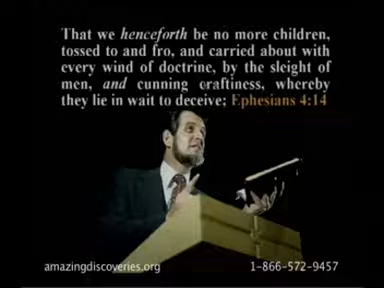 That we henceforth be no more children,
tossed to and fro, and carried about with
every wind of doctrine, by the sleight of
men, and cunning craftiness, whereby
they lie in wait to deceive; Ephesians 4:14
amazingdiscoveries.org 1-866-572-9457